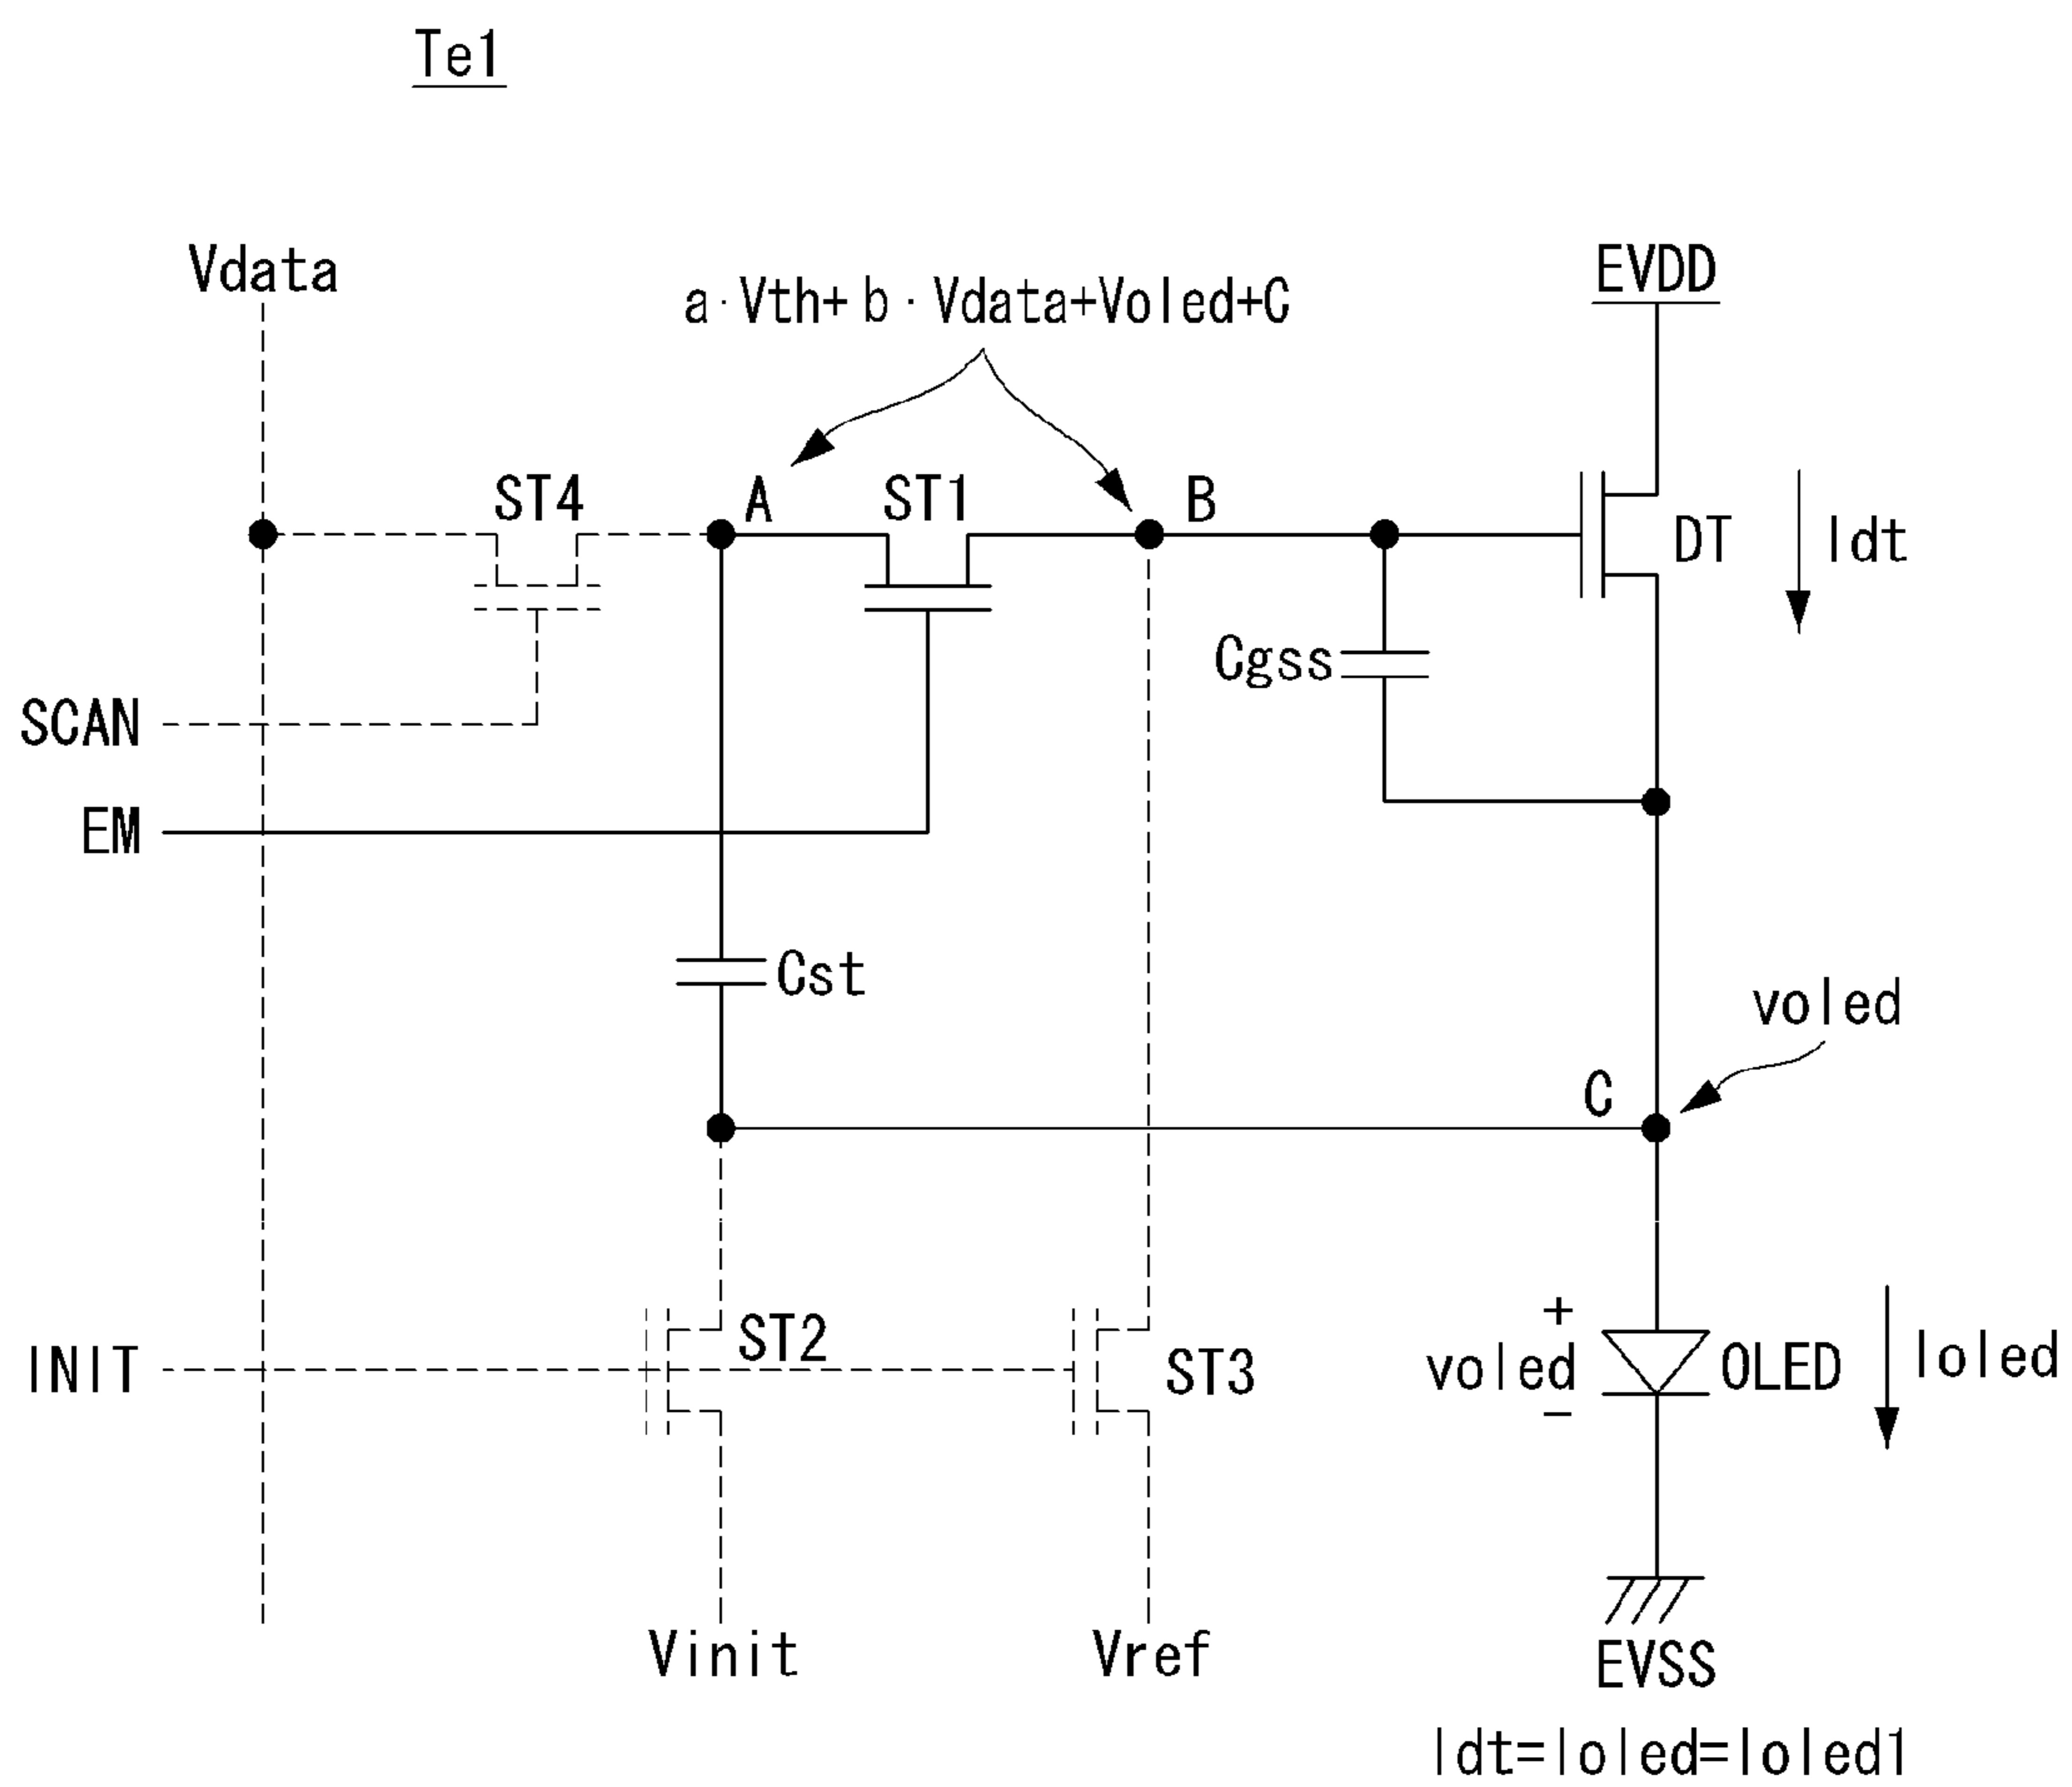 Te1
Vdata
a·Vth+b·Vdata+Voled+C
EVDD
ST4
A
ST1
B
DT
Idt
Cgss
SCAN
EM
Cst
voled
C
INIT
ST2
ST3
+
voled
−
OLED
Ioled
Vinit
Vref
EVSS
Idt=Ioled=Ioled1